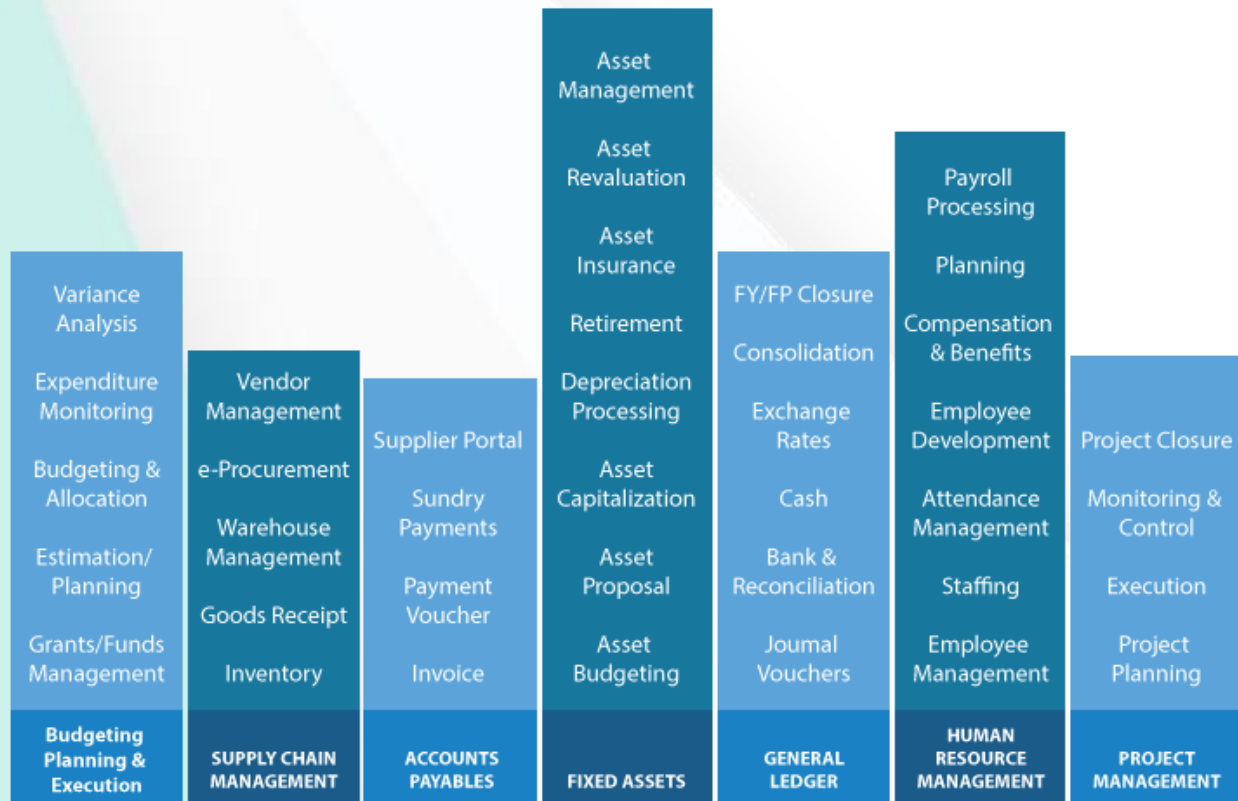 Variance
Analysis
Expenditure
Monitoring
Budgeting &
Allocation
Estimation/
Planning
Grants/Funds
Management
Budgeting
Planning &
Execution
Vendor
Management
e-Procurement
Warehouse
Management
Goods Receipt
Inventory
SUPPLY CHAIN
MANAGEMENT
Supplier Portal
Sundry
Payments
Payment
Voucher
Invoice
ACCOUNTS
PAYABLES
Asset
Management
Asset
Revaluation
Asset
Insurance
Retirement
Depreciation
Processing
Asset
Capitalization
Asset
Proposal
Asset
Budgeting
FIXED ASSETS
FY/FP Closure
Consolidation
Exchange
Rates
Cash
Bank &
Reconciliation
Joumal
Vouchers
GENERAL
LEDGER
Payroll
Processing
Planning
Compensation
& Benefits
Employee
Development
Attendance
Management
Staffing
Employee
Management
HUMAN
RESOURCE
MANAGEMENT
Project Closure
Monitoring &
Control
Execution
Project
Planning
PROJECT
MANAGEMENT